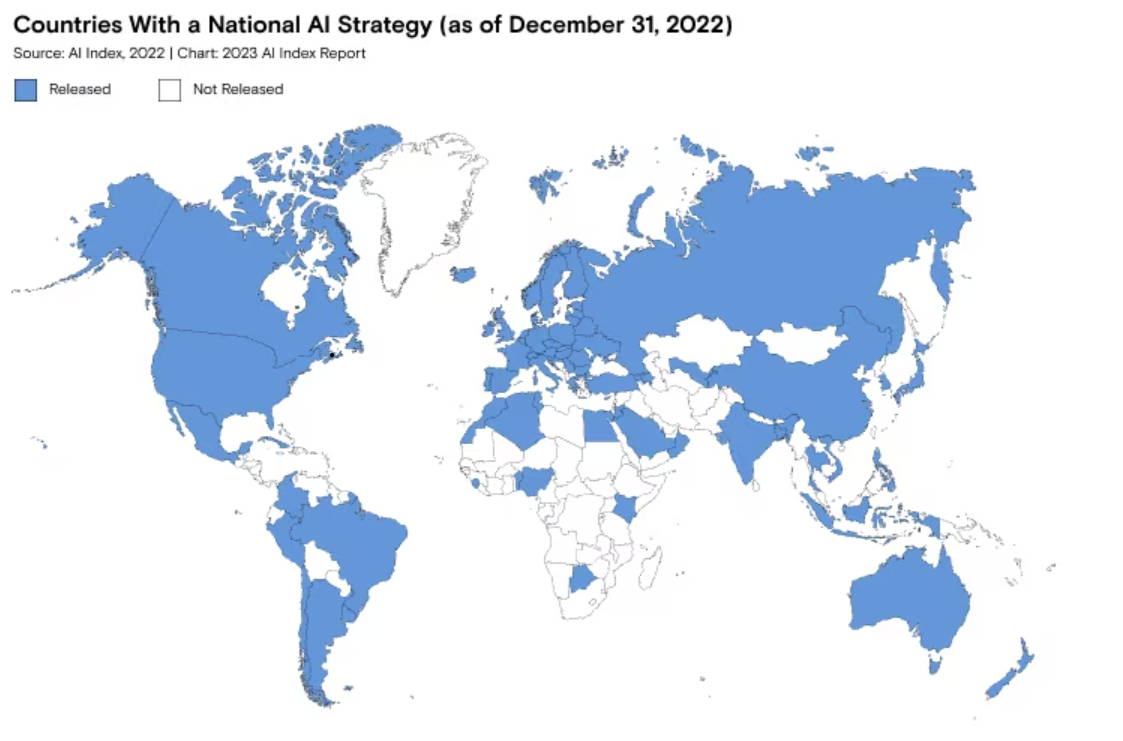 Countries With a National AI Strategy (as of December 31, 2022)
Source: AI Index, 2022 | Chart: 2023 AI Index Report
Released
Not Released